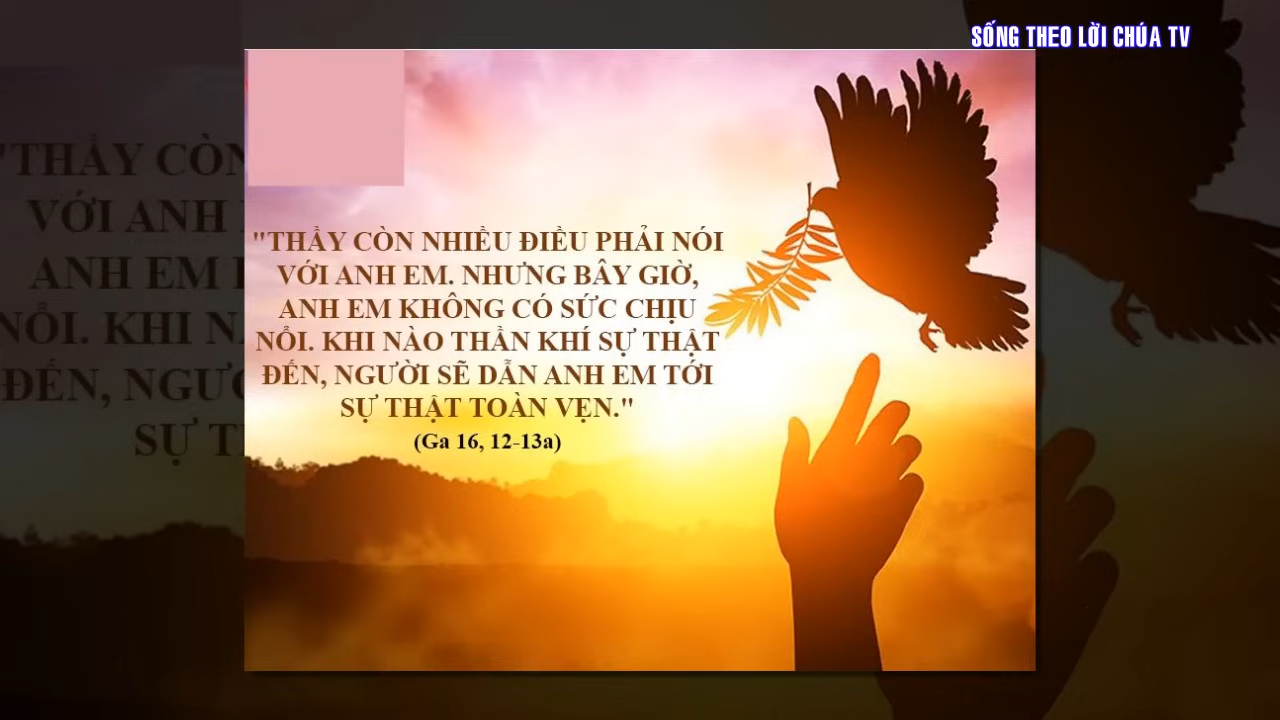 SỐNG THEO LỜI CHÚA TV
"THẦY CÒN NHIỀU ĐIỀU PHẢI NÓI
VỚI ANH EM. NHƯNG BÂY GIỜ,
ANH EM KHÔNG CÓ SỨC CHỊU
NỔI. KHI NÀO THẦN KHÍ SỰ THẬT
ĐẾN, NGƯỜI SẼ DẪN ANH EM TỚI
SỰ THẬT TOÀN VẸN."
(Ga 16, 12-13a)